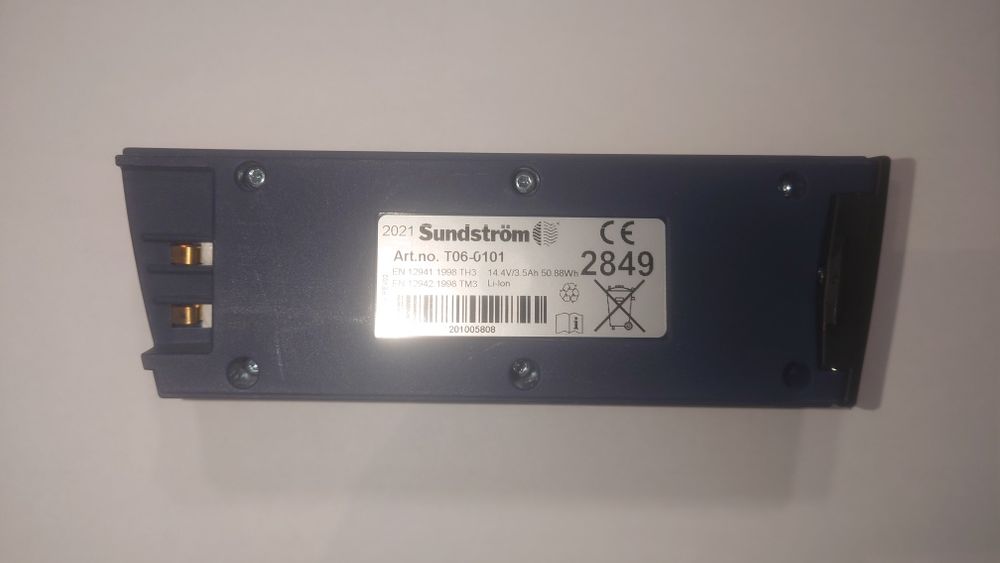 2021 Sundström CE
Art.no. T06-0101 2849
EN 12941:1998 TH3 14.4V/3.5Ah 50.88Wh
EN 12942:1998 TM3 Li-Ion
201005808